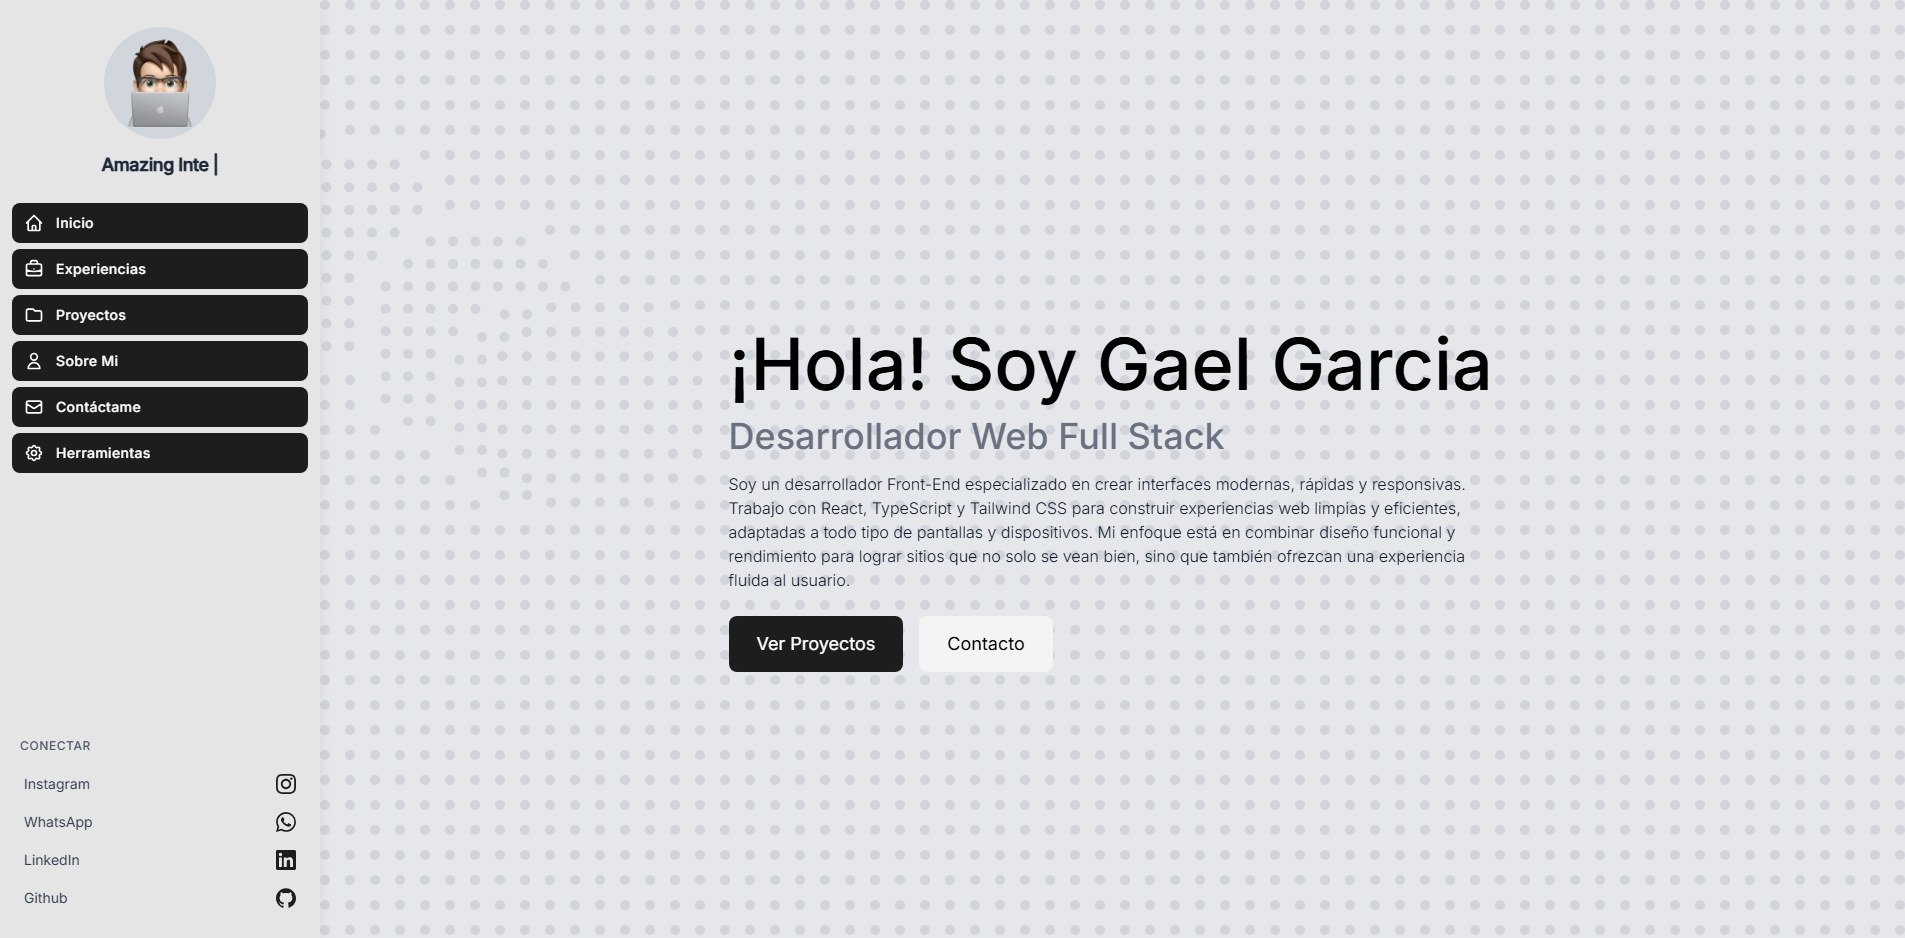 Amazing Inte |
Inicio
Experiencias
Proyectos
Sobre Mi
Contáctame
Herramientas
CONECTAR
Instagram
WhatsApp
LinkedIn
Github
¡Hola! Soy Gael Garcia
Desarrollador Web Full Stack
Soy un desarrollador Front-End especializado en crear interfaces modernas, rápidas y responsivas.
Trabajo con React, TypeScript y Tailwind CSS para construir experiencias web limpias y eficientes,
adaptadas a todo tipo de pantallas y dispositivos. Mi enfoque está en combinar diseño funcional y
rendimiento para lograr sitios que no solo se vean bien, sino que también ofrezcan una experiencia
fluida al usuario.
Ver Proyectos
Contacto